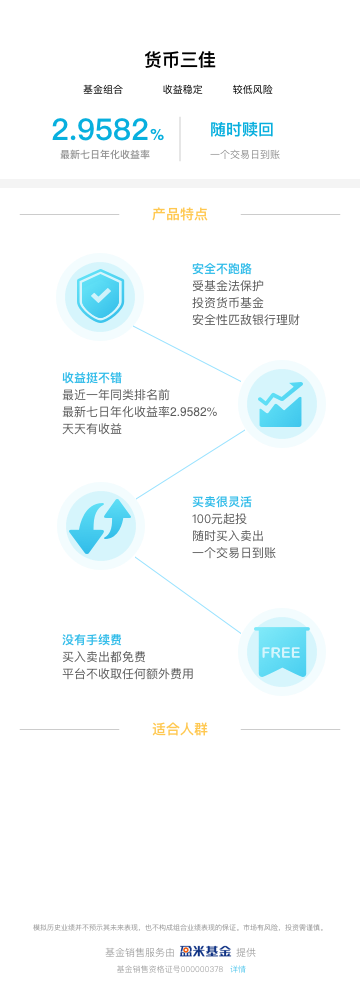 货币三佳
基金组合 收益稳定 较低风险
2.9582% 随时赎回
最新七日年化收益率 一个交易日到账
产品特点
安全不跑路
受基金法保护
投资货币基金
安全性匹敌银行理财
收益挺不错
最近一年同类排名前
最新七日年化收益率2.9582%
天天有收益
买卖很灵活
100元起投
随时买入卖出
一个交易日到账
没有手续费
买入卖出都免费
平台不收取任何额外费用
FREE
适合人群
模拟历史业绩并不预示其未来表现，也不构成组合业绩表现的保证。市场有风险，投资需谨慎。
基金销售服务由 盈米基金 提供
基金销售资格证号000000378 详情